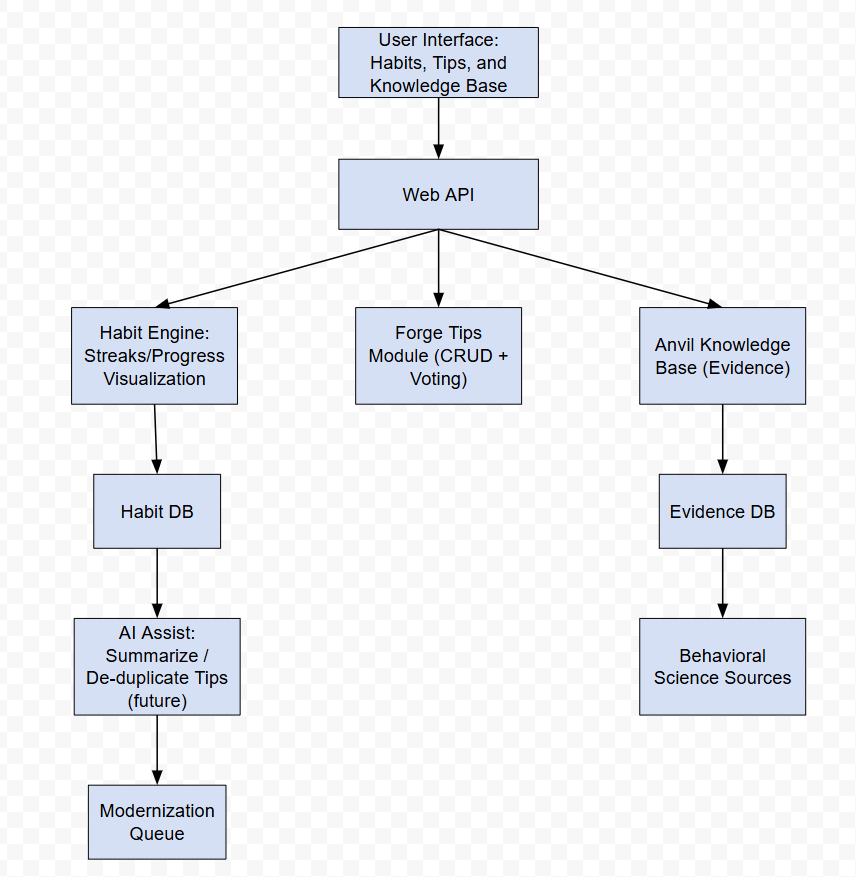 User Interface:
Habits, Tips, and
Knowledge Base
Web API
Habit Engine:
Streaks/Progress
Visualization
Forge Tips
Module (CRUD +
Voting)
Anvil Knowledge
Base (Evidence)
Habit DB
Evidence DB
AI Assist:
Summarize /
De-duplicate Tips
(future)
Behavioral
Science Sources
Modernization
Queue